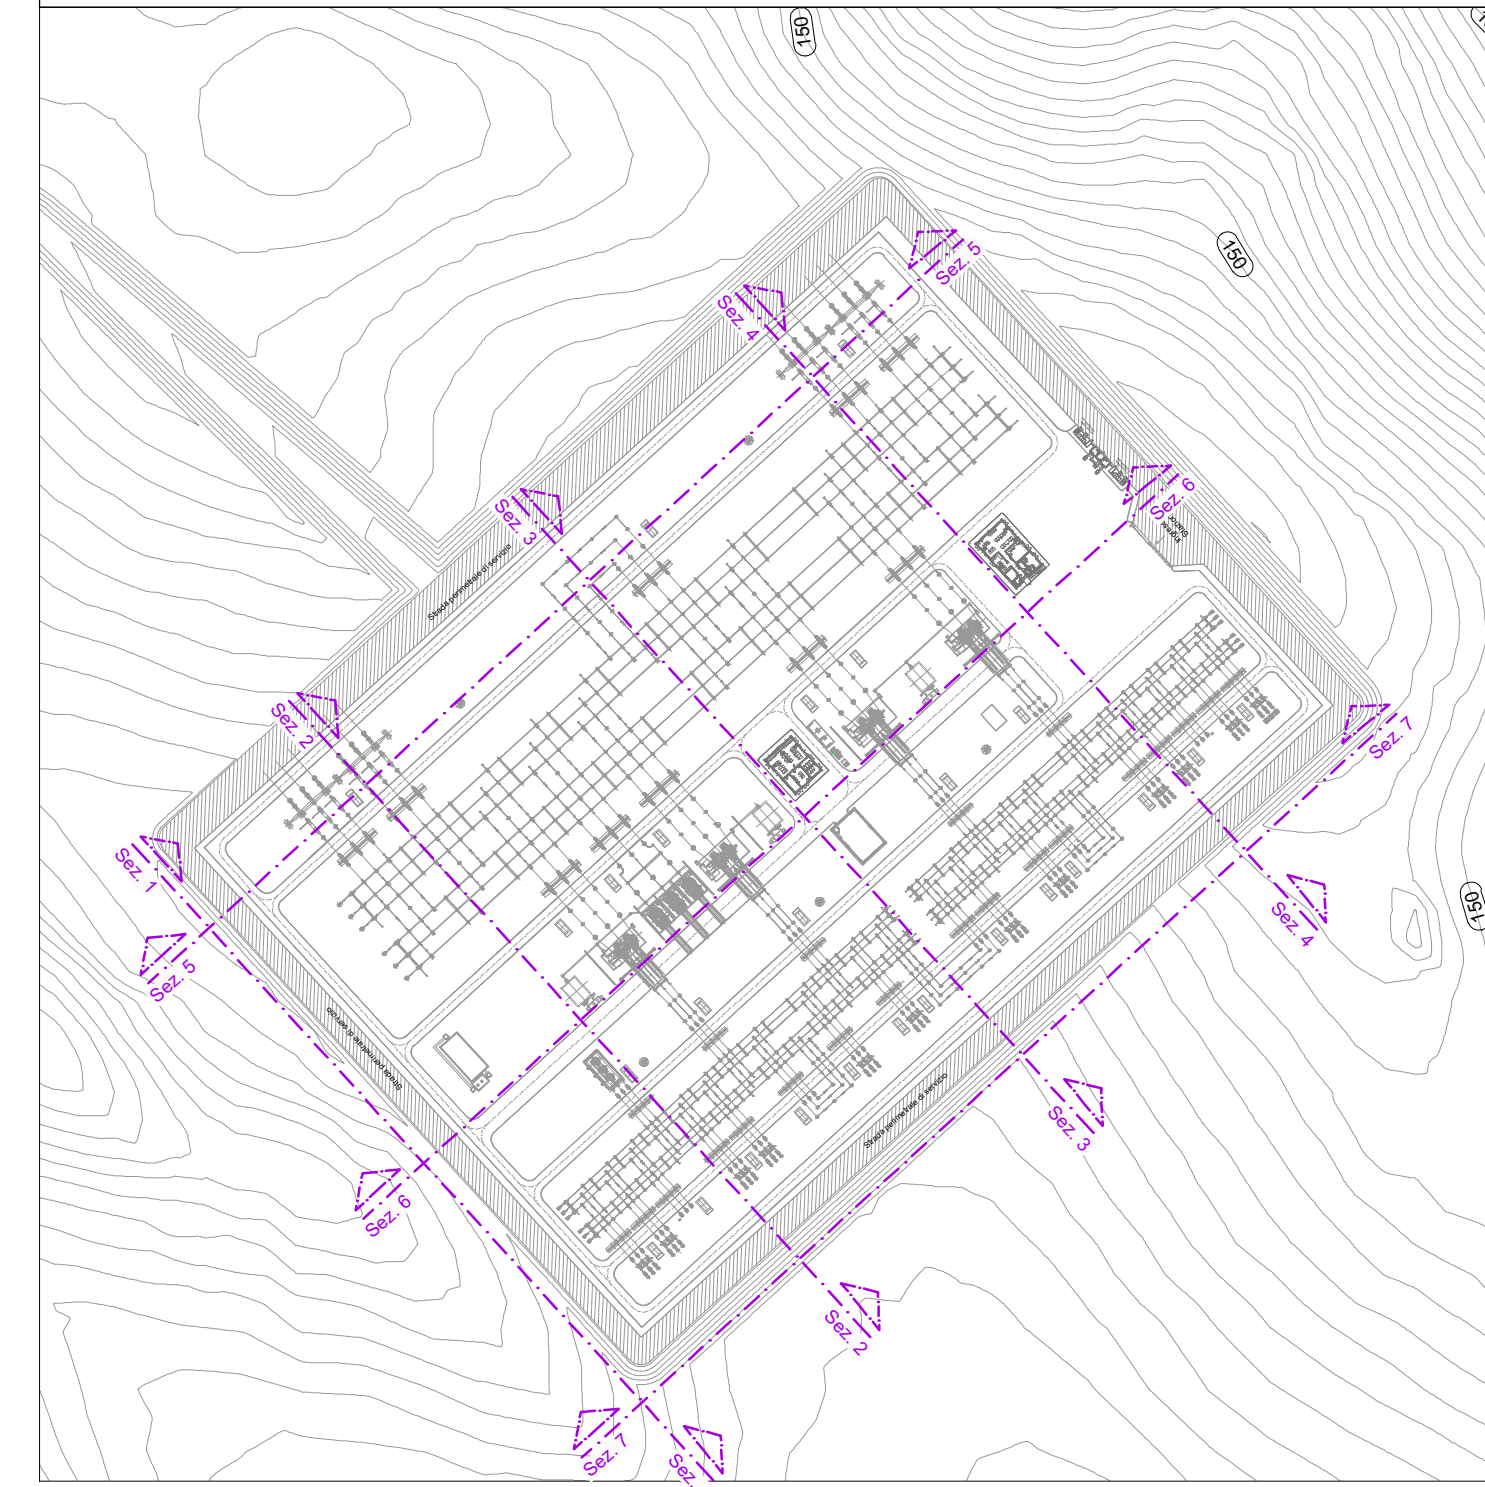 150
150
Sez. 5
Sez. 4
Sez. 6
Ingresso
Sez. 3
Strada perimetrale di servizio
Sez. 2
Sez. 7
Sez. 1
150
Sez. 4
Sez. 5
Strada perimetrale di servizio
Strada perimetrale di servizio
Sez. 3
Sez. 6
Sez. 2
Sez. 7
Sez.